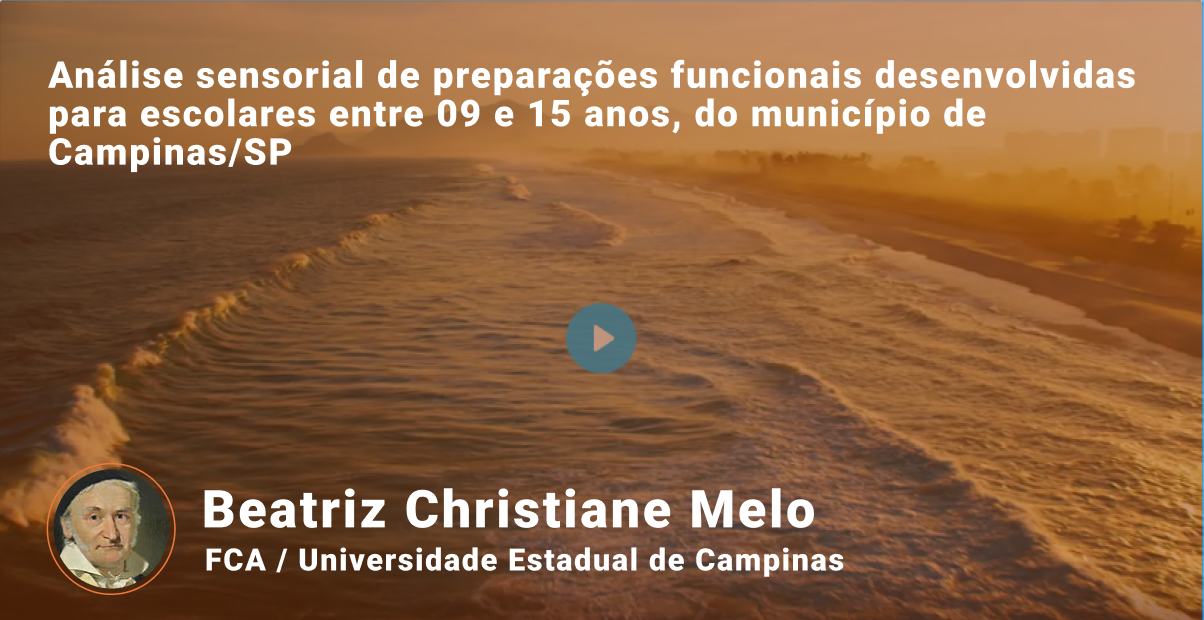 Análise sensorial de preparações funcionais desenvolvidas
para escolares entre 09 e 15 anos, do município de
Campinas/SP
Beatriz Christiane Melo
FCA / Universidade Estadual de Campinas